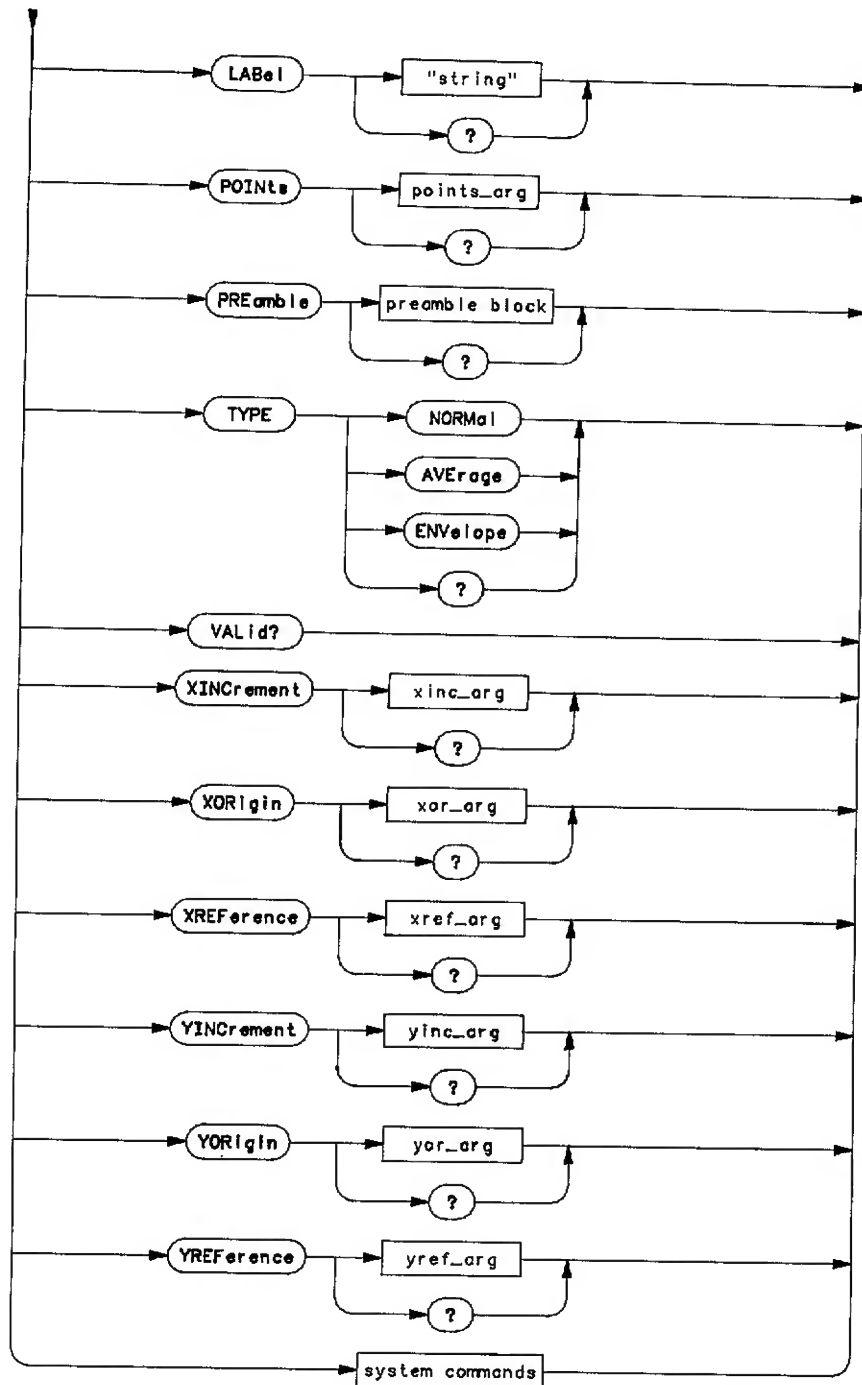 LABel "string"
?
POINts points_arg
?
PREamble preamble block
?
TYPE NORMal
AVErage
ENVelope
?
VALid?
XINCrement xinc_arg
?
XORigin xor_arg
?
XREFerence xref_arg
?
YINCrement yinc_arg
?
YORigin yor_arg
?
YREFerence yref_arg
?
system commands